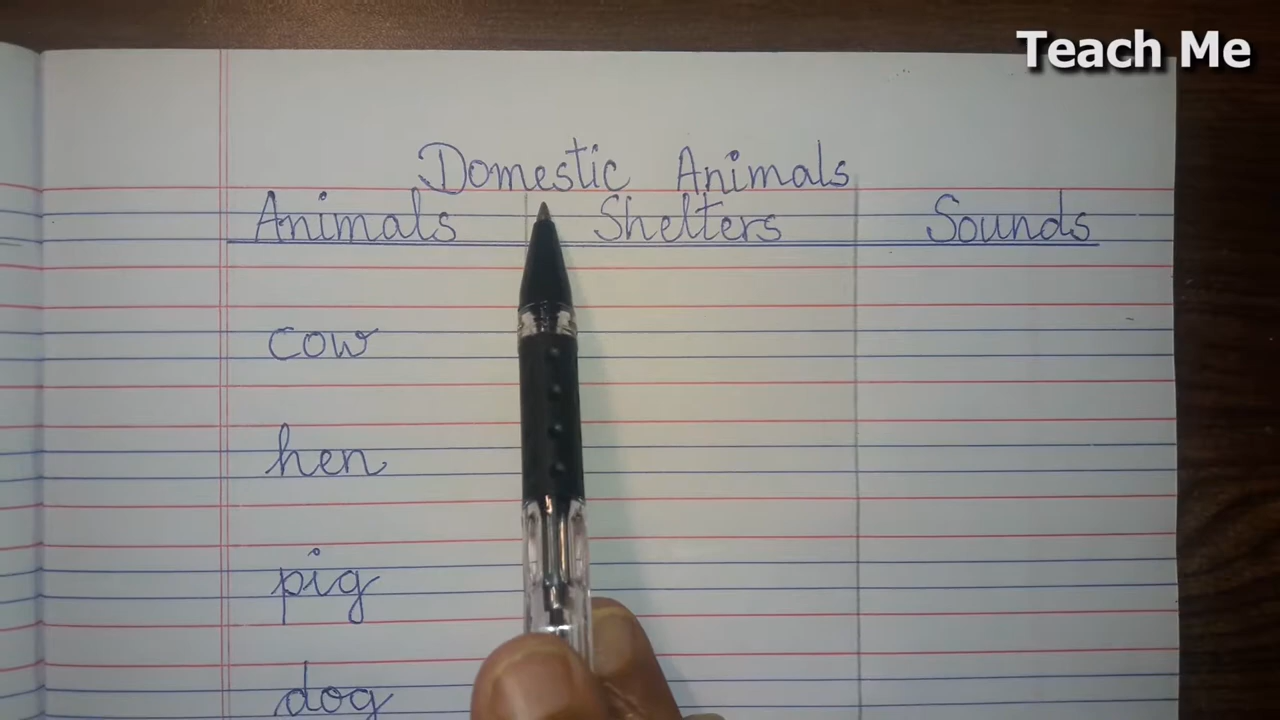 Teach Me
Domestic Animals
Animals Shelters Sounds
cow
hen
pig
dog